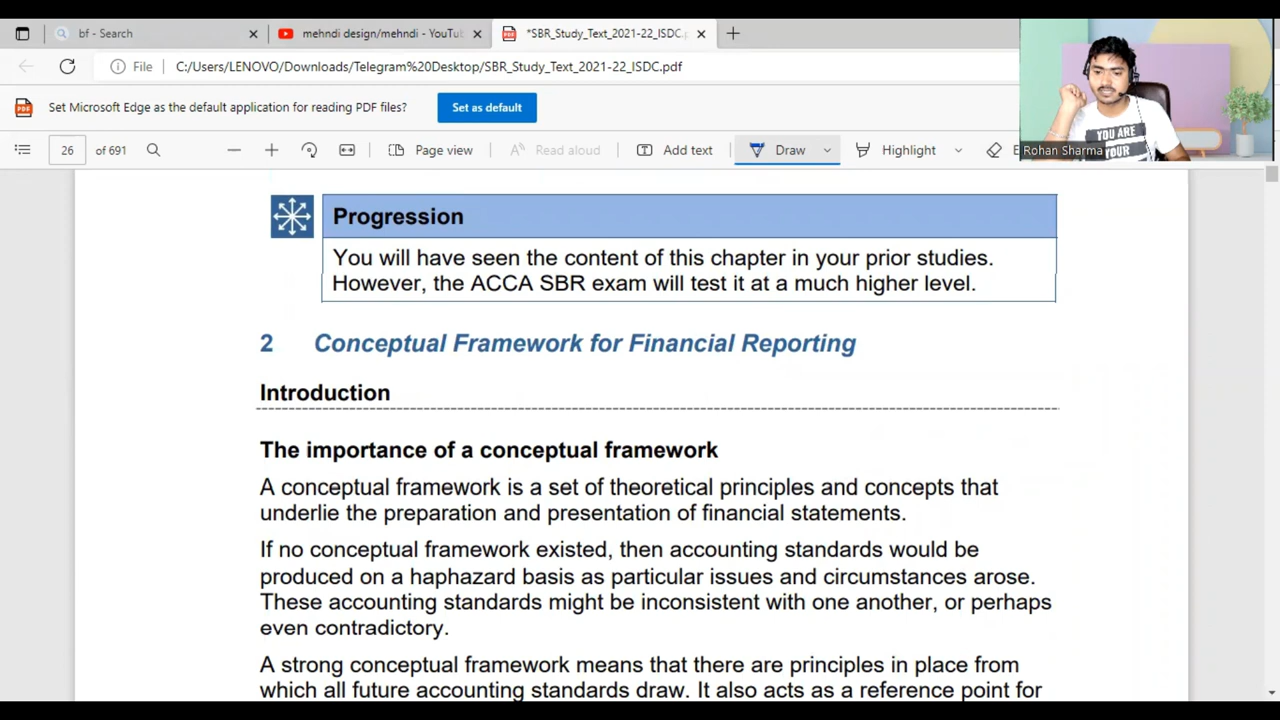 bf - Search
mehndi design/mehndi - YouTu
*SBR_Study_Text_2021-22_ISDC.p
File C:/Users/LENOVO/Downloads/Telegram%20Desktop/SBR_Study_Text_2021-22_ISDC.pdf
Set Microsoft Edge as the default application for reading PDF files? Set as default
26 of 691 Page view Read aloud Add text Draw Highlight E
YOU ARE
YOUR
Rohan Sharma
Progression
You will have seen the content of this chapter in your prior studies.
However, the ACCA SBR exam will test it at a much higher level.
2 Conceptual Framework for Financial Reporting
Introduction
The importance of a conceptual framework
A conceptual framework is a set of theoretical principles and concepts that
underlie the preparation and presentation of financial statements.
If no conceptual framework existed, then accounting standards would be
produced on a haphazard basis as particular issues and circumstances arose.
These accounting standards might be inconsistent with one another, or perhaps
even contradictory.
A strong conceptual framework means that there are principles in place from
which all future accounting standards draw. It also acts as a reference point for